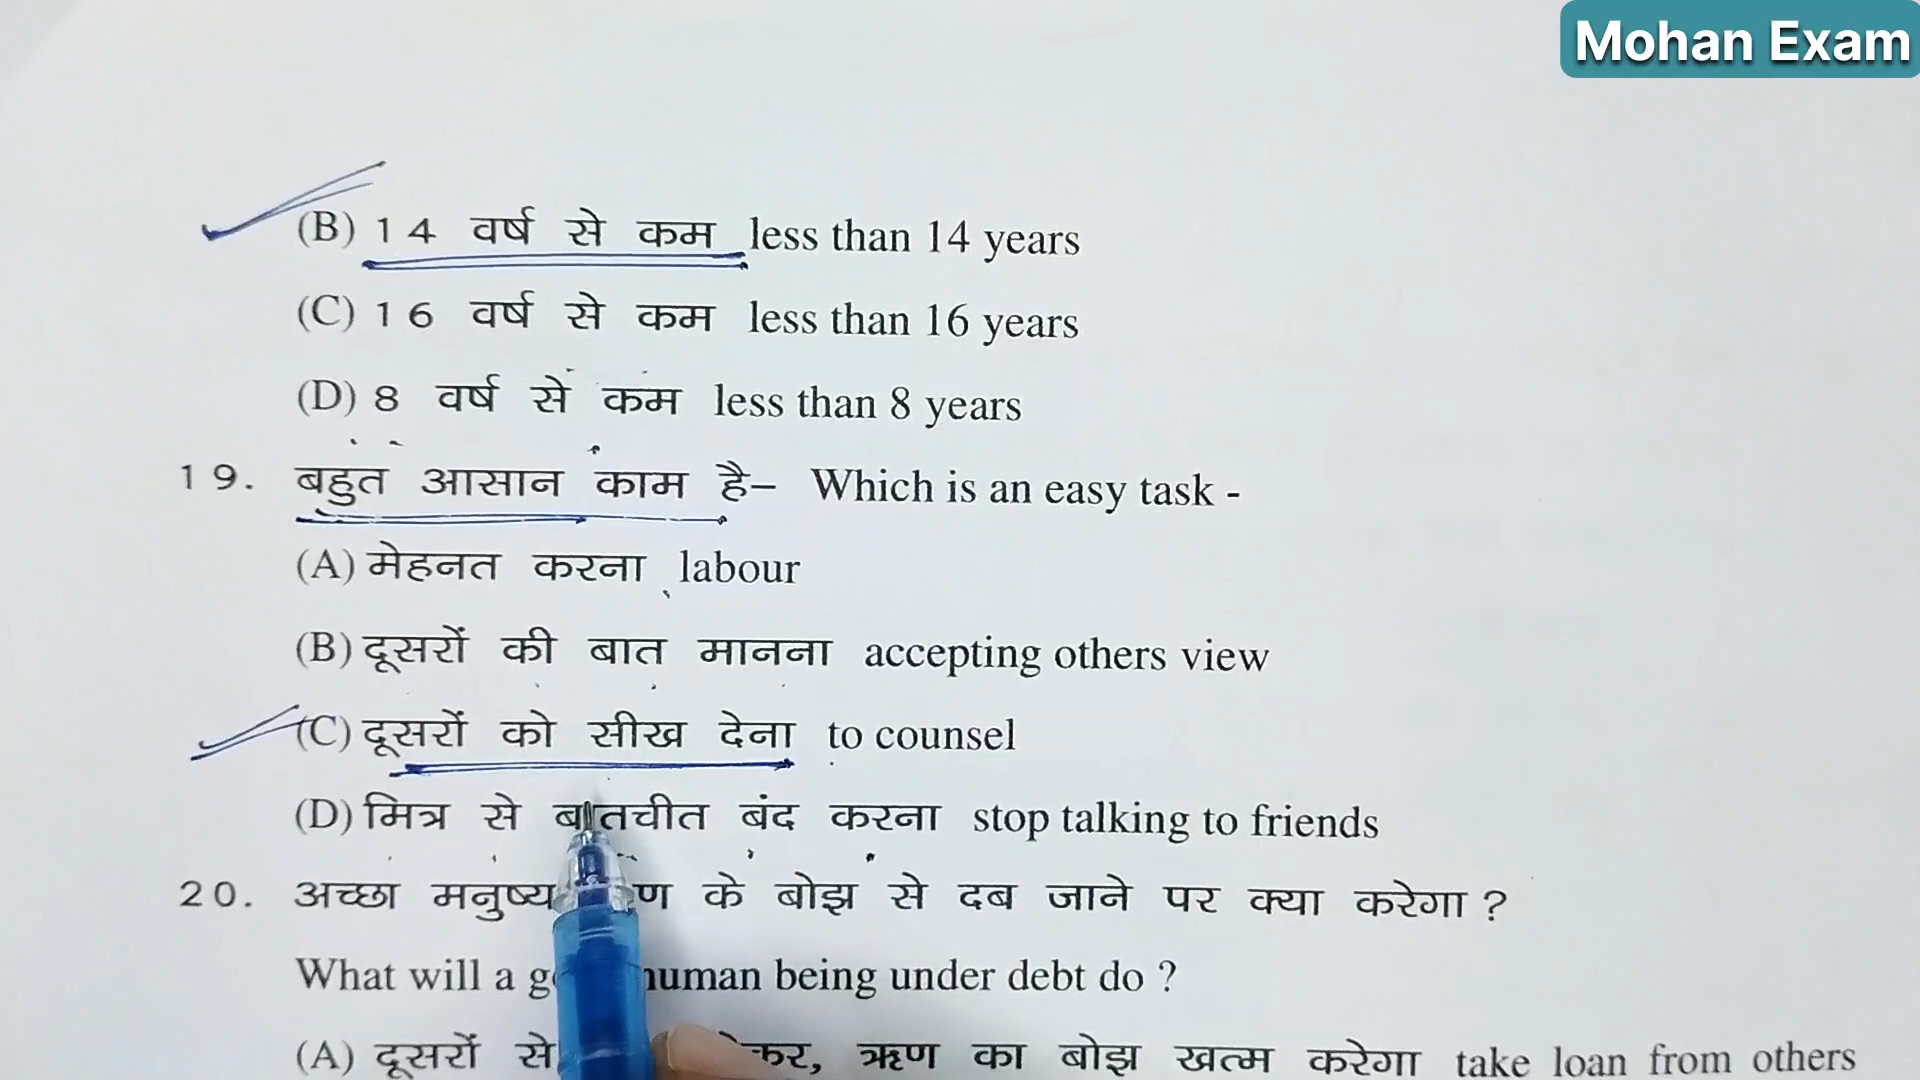 Mohan Exam
(B) 14 वर्ष से कम less than 14 years
(C) 16 वर्ष से कम less than 16 years
(D) 8 वर्ष से कम less than 8 years
19. बहुत आसान काम है– Which is an easy task -
(A) मेहनत करना labour
(B) दूसरों की बात मानना accepting others view
(C) दूसरों को सीख देना to counsel
(D) मित्र से बातचीत बंद करना stop talking to friends
20. अच्छा मनुष्य के बोझ से दब जाने पर क्या करेगा ?
What will a human being under debt do ?
(A) दूसरों से ऋण का बोझ खत्म करेगा take loan from others